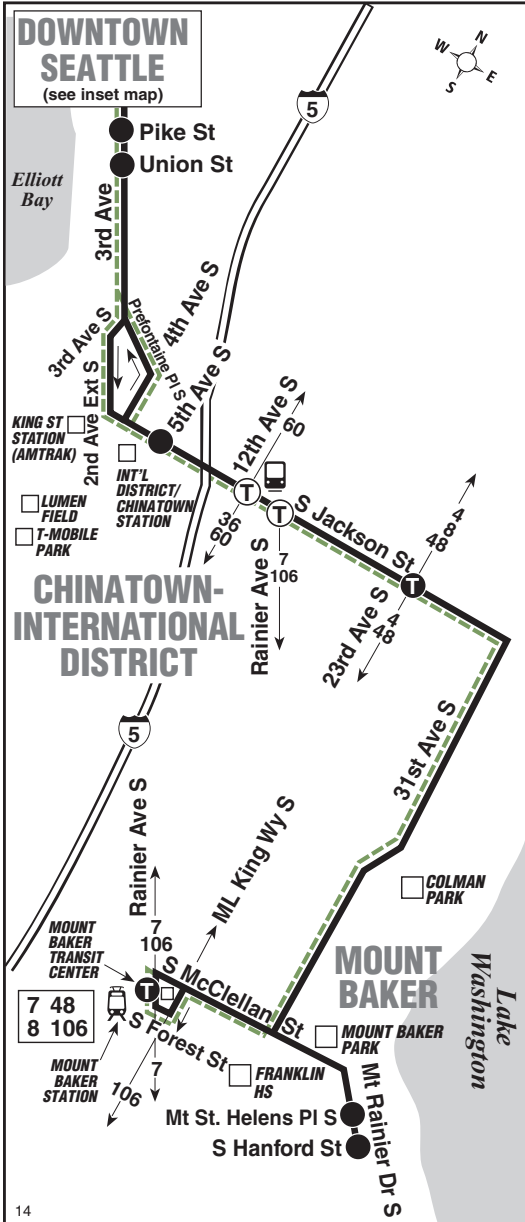 DOWNTOWN
SEATTLE
(see inset map)
N
W
E
S
5
Pike St
Union St
Elliott
Bay
3rd Ave
3rd Ave S
Prefontaine Pl S
4th Ave S
2nd Ave Ext S
5th Ave S
12th Ave S
60
KING ST
STATION
(AMTRAK)
INT'L
DISTRICT/
CHINATOWN
STATION
LUMEN
FIELD
T-MOBILE
PARK
T
T
36
60
S Jackson St
4
8
48
T
7
106
Rainier Ave S
4
48
23rd Ave S
CHINATOWN-
INTERNATIONAL
DISTRICT
5
31st Ave S
Rainier Ave S
ML King Wy S
COLMAN
PARK
MOUNT
BAKER
TRANSIT
CENTER
7
106
S McClellan St
MOUNT
BAKER
Lake
Washington
T
7 48
8 106
S Forest St
MOUNT BAKER
PARK
MOUNT
BAKER
STATION
106
7
FRANKLIN
HS
Mt St. Helens Pl S
S Hanford St
Mt Rainier Dr S
14